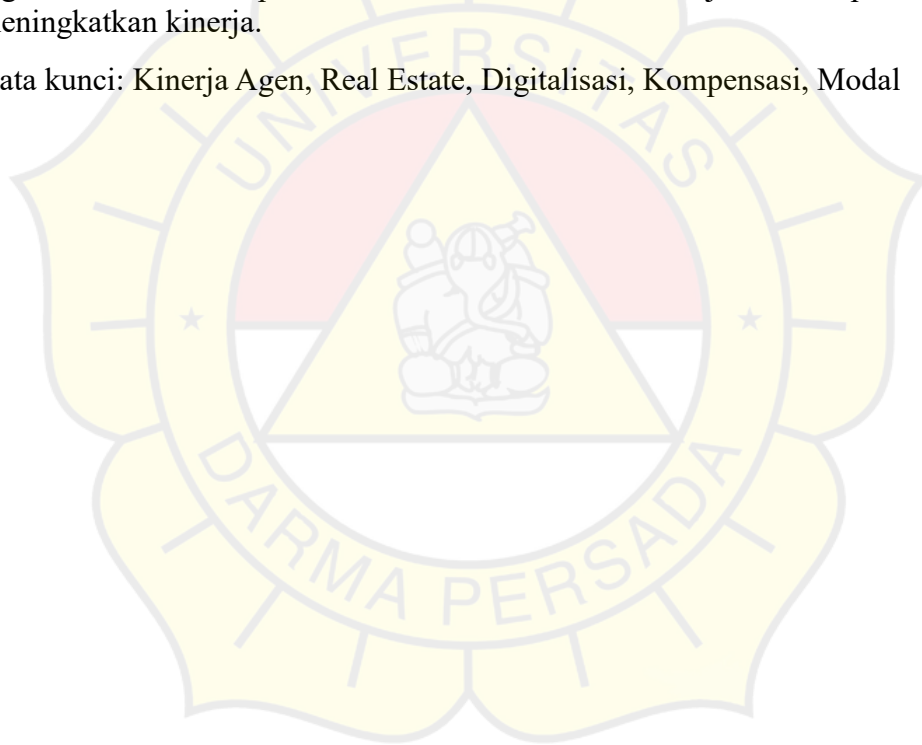 eningkatkan kinerja.
ata kunci: Kinerja Agen, Real Estate, Digitalisasi, Kompensasi, Modal
UNIVERSITAS
DARMA PERSADA